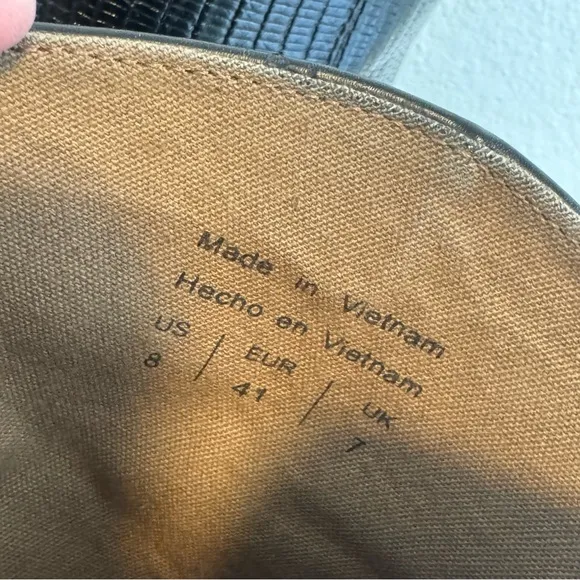 Made in Vietnam
Hecho en Vietnam
US / EUR / UK
8 / 41 / 7